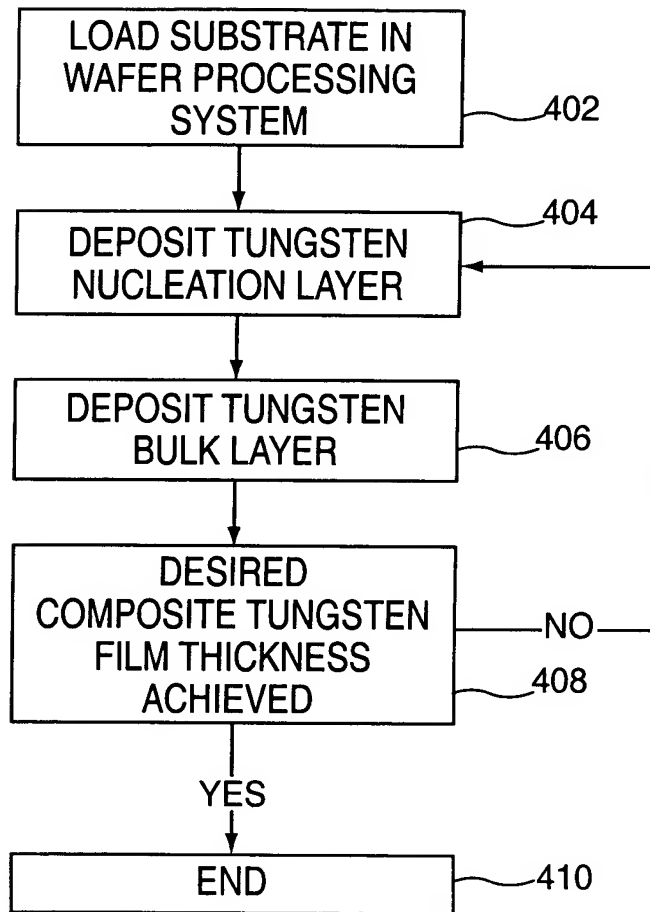 LOAD SUBSTRATE IN
WAFER PROCESSING
SYSTEM
402
404
DEPOSIT TUNGSTEN
NUCLEATION LAYER
DEPOSIT TUNGSTEN
BULK LAYER
406
DESIRED
COMPOSITE TUNGSTEN
FILM THICKNESS
ACHIEVED
NO
408
YES
END
410